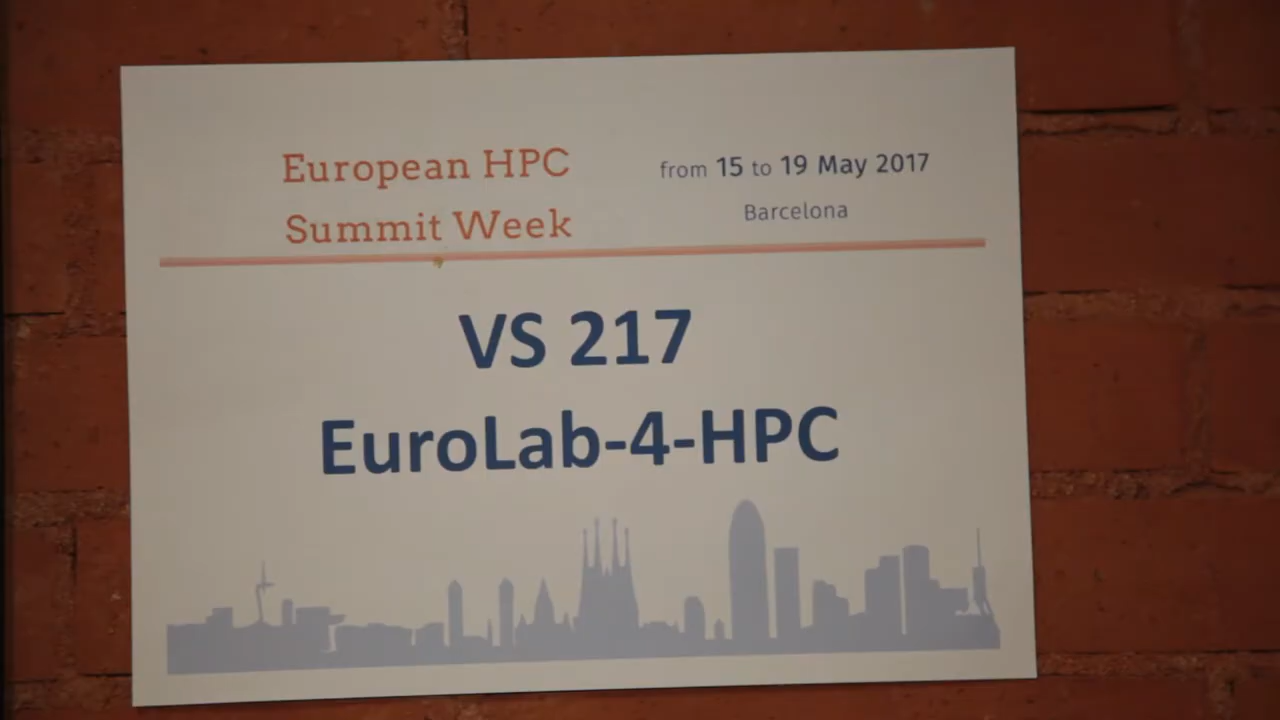 European HPC
Summit Week
from 15 to 19 May 2017
Barcelona
VS 217
EuroLab-4-HPC